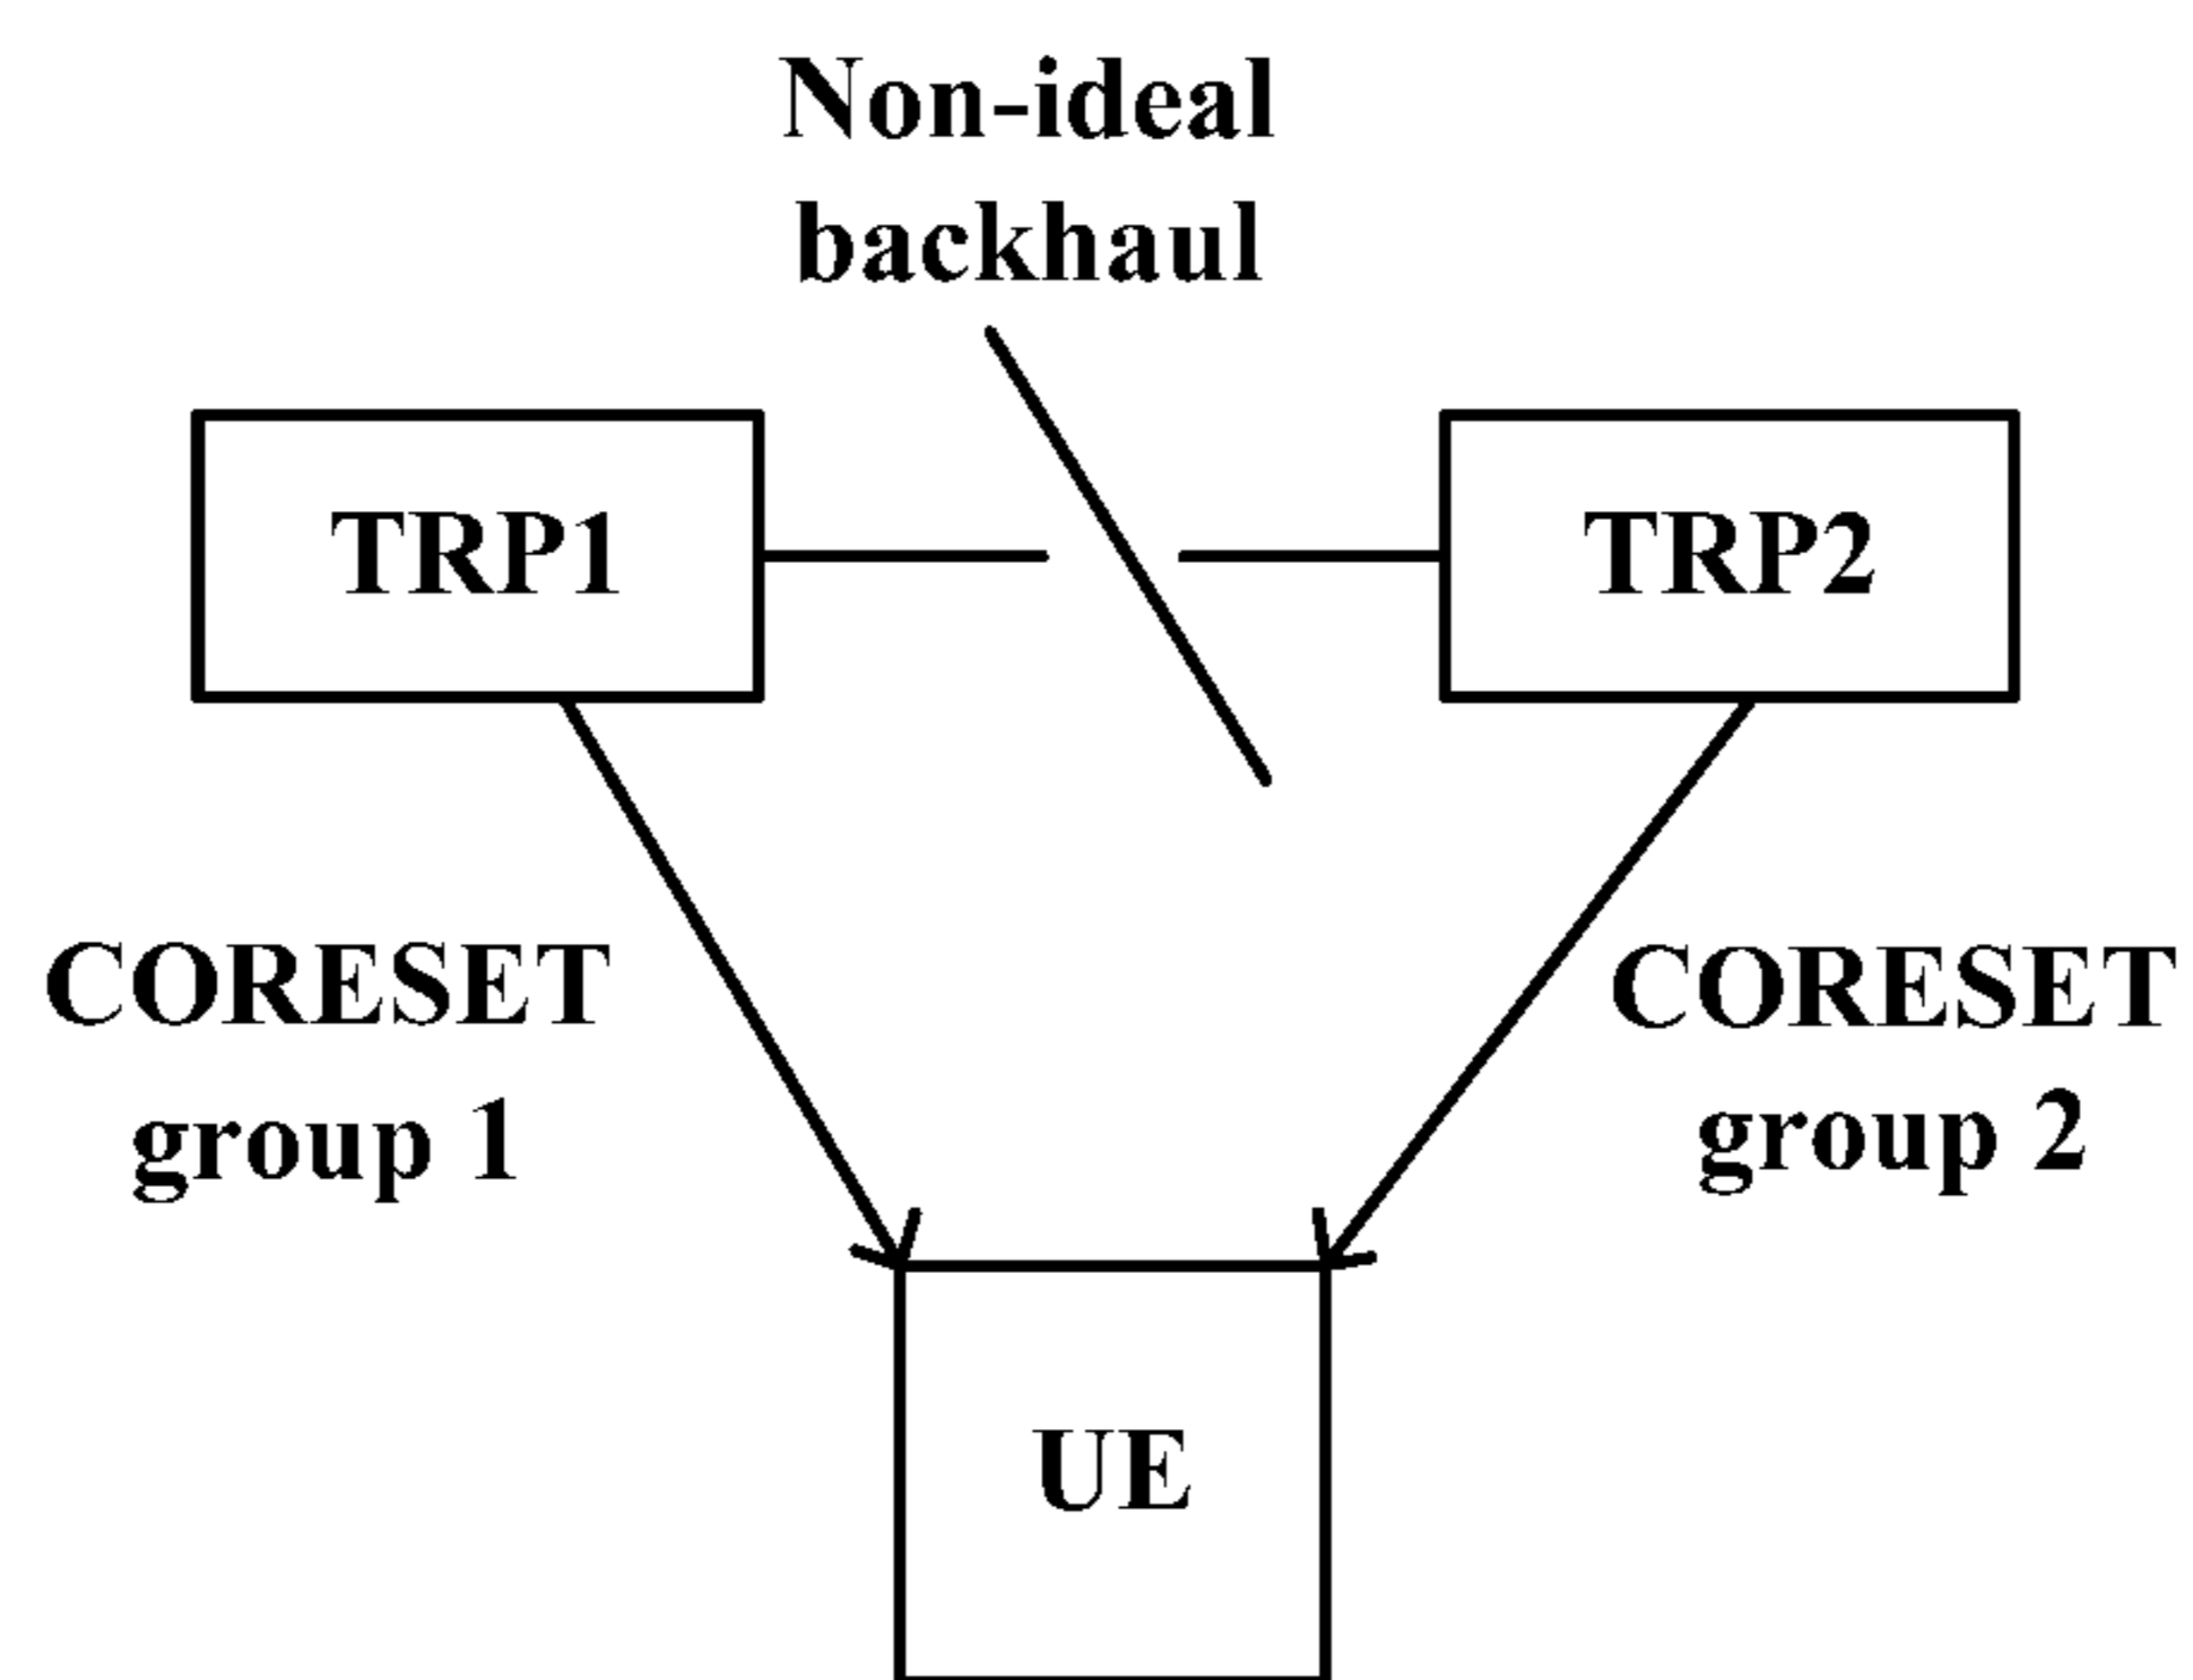 Non-ideal
backhaul
TRP1
TRP2
CORESET
group 1
CORESET
group 2
UE